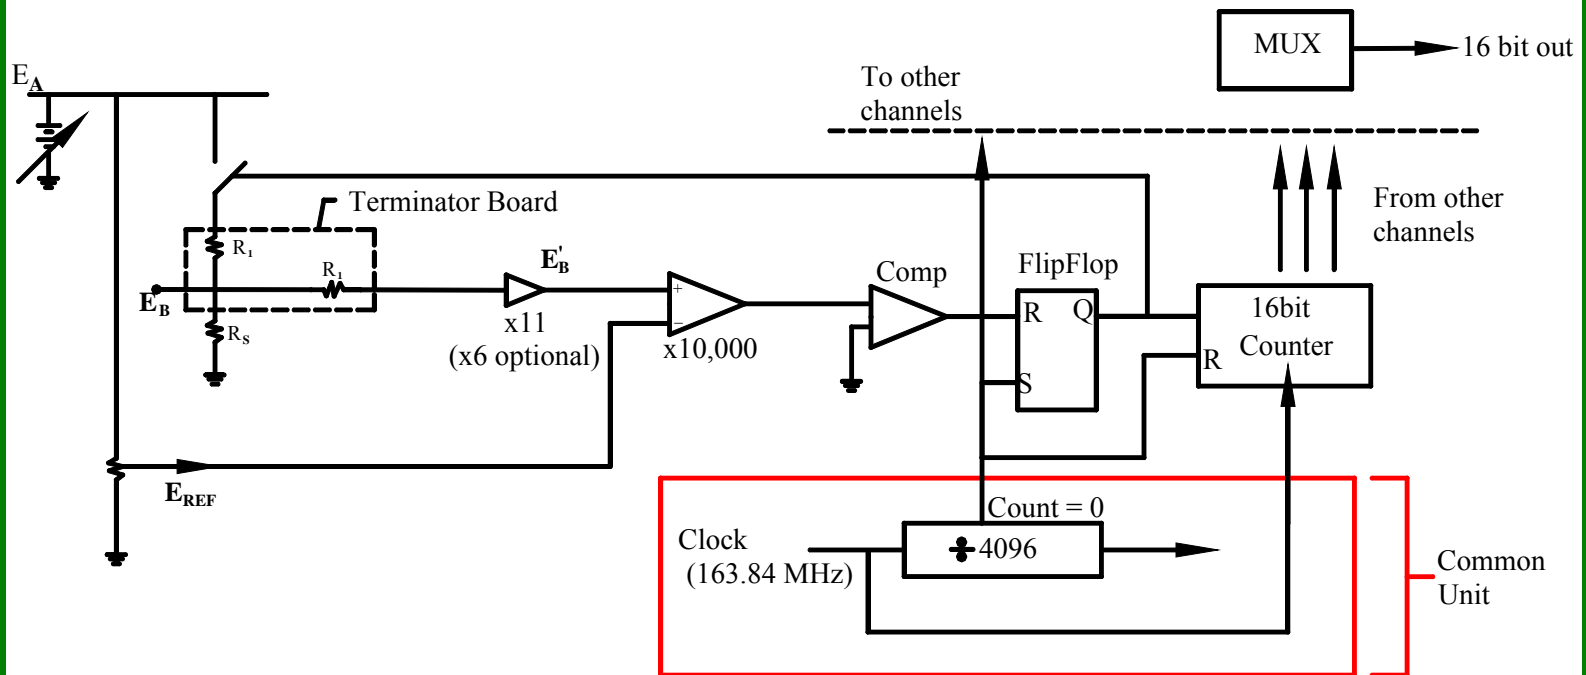 MUX
16 bit out
E_A
To other
channels
From other
channels
Terminator Board
R₁
R₁
E_B
R_S
E'_B
x11
(x6 optional)
+
−
x10,000
Comp
FlipFlop
R
Q
S
16bit
Counter
R
E_REF
Count = 0
Clock
(163.84 MHz)
÷ 4096
Common
Unit